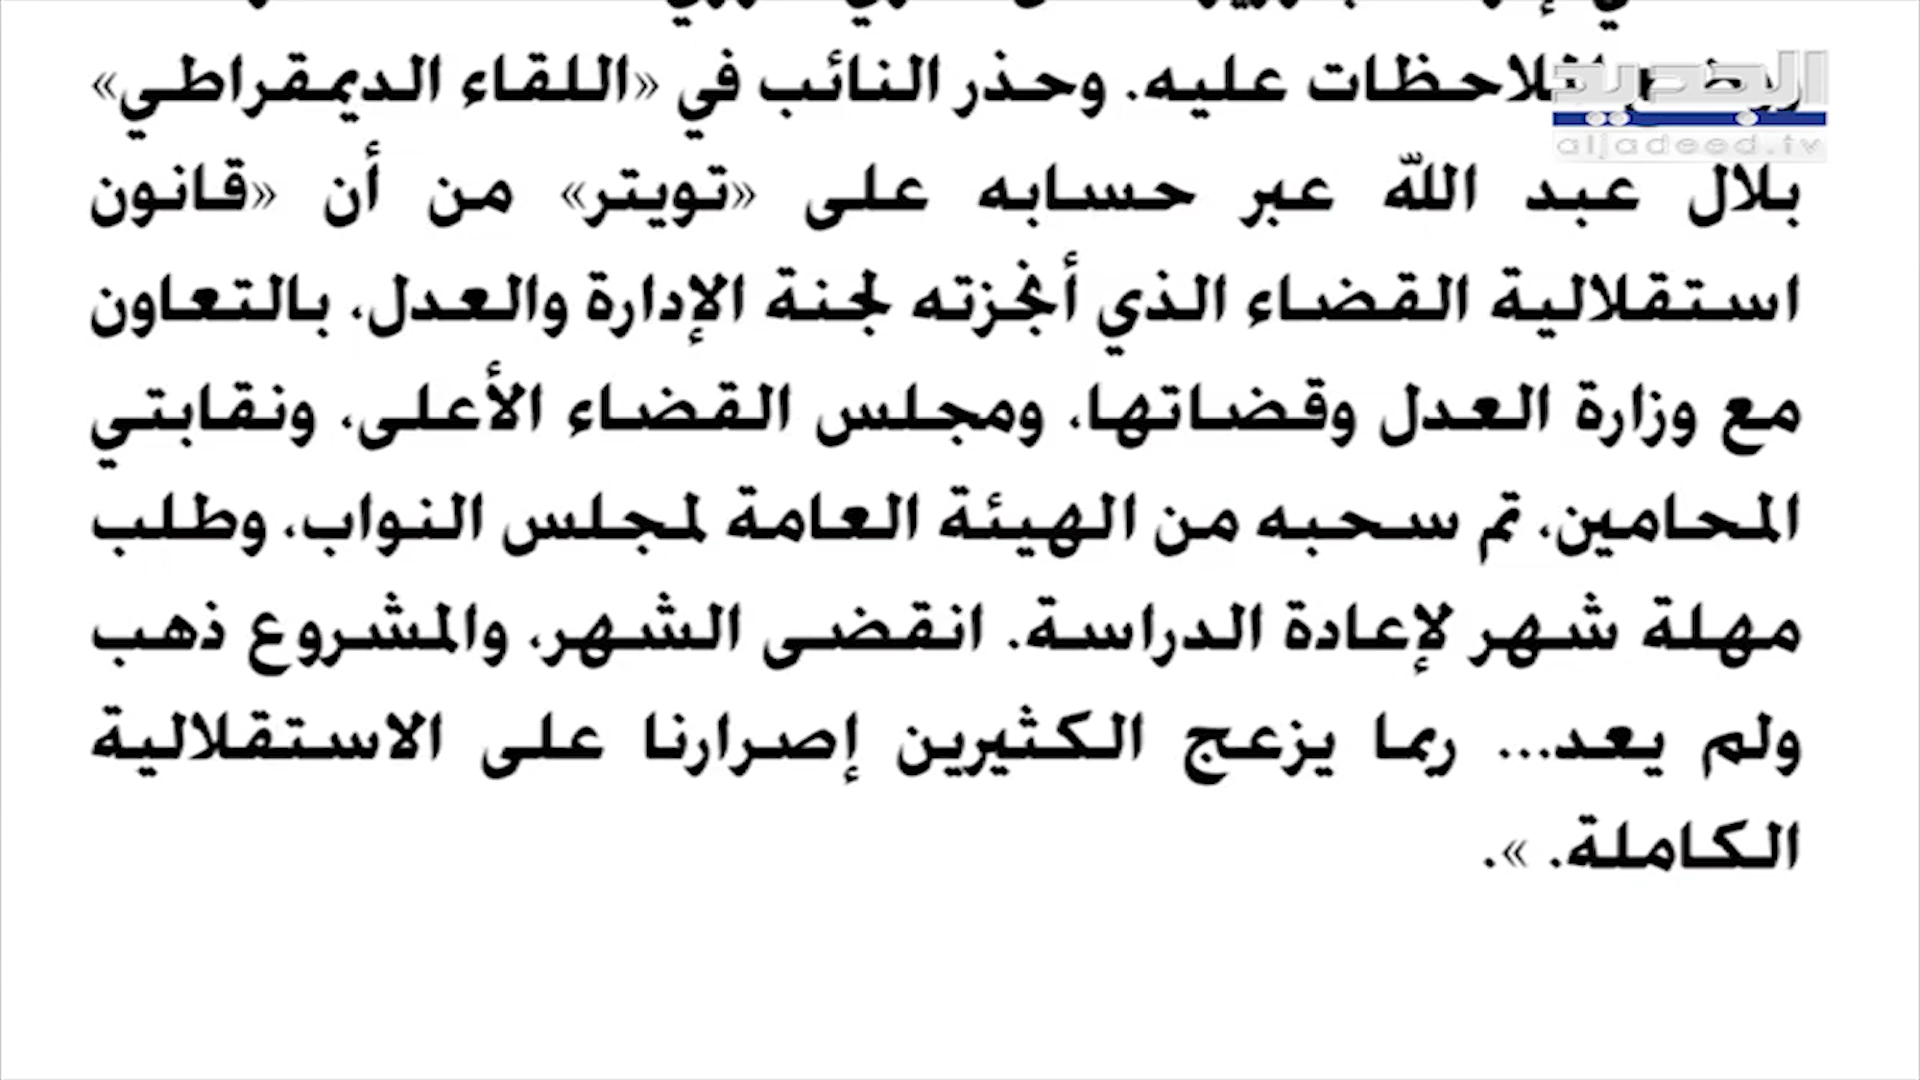 الملاحظات عليه. وحذر النائب في «اللقاء الديمقراطي»
بلال عبد الله عبر حسابه على «تويتر» من أن «قانون
استقلالية القضاء الذي أنجزته لجنة الإدارة والعدل، بالتعاون
مع وزارة العدل وقضاتها، ومجلس القضاء الأعلى، ونقابتي
المحامين، تم سحبه من الهيئة العامة لمجلس النواب، وطلب
مهلة شهر لإعادة الدراسة. انقضى الشهر، والمشروع ذهب
ولم يعد... ربما يزعج الكثيرين إصرارنا على الاستقلالية
الكاملة. ».
الجديد
aljadeed.tv